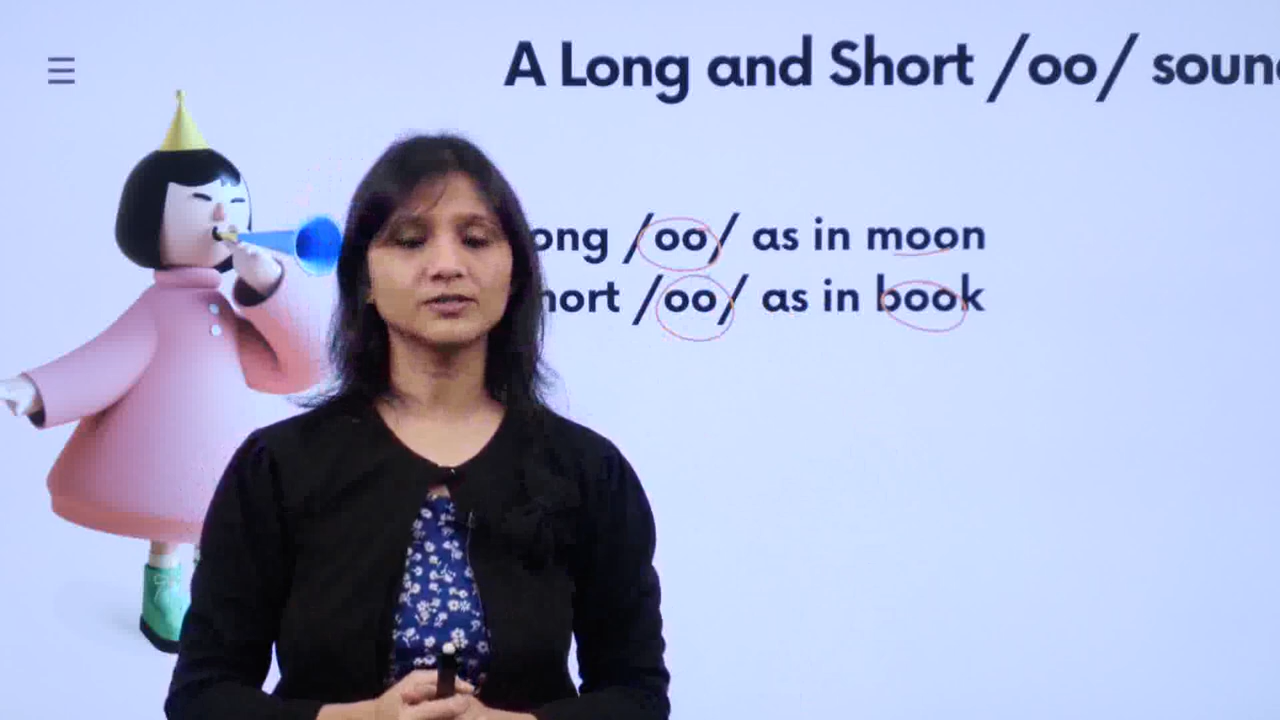 A Long and Short /oo/ soun
ong /oo/ as in moon
hort /oo/ as in book